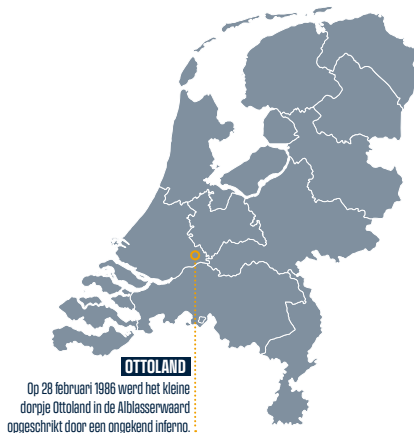 OTTOLAND
Op 28 februari 1986 werd het kleine
dorpje Ottoland in de Alblasserwaard
opgeschrikt door een ongekend inferno.